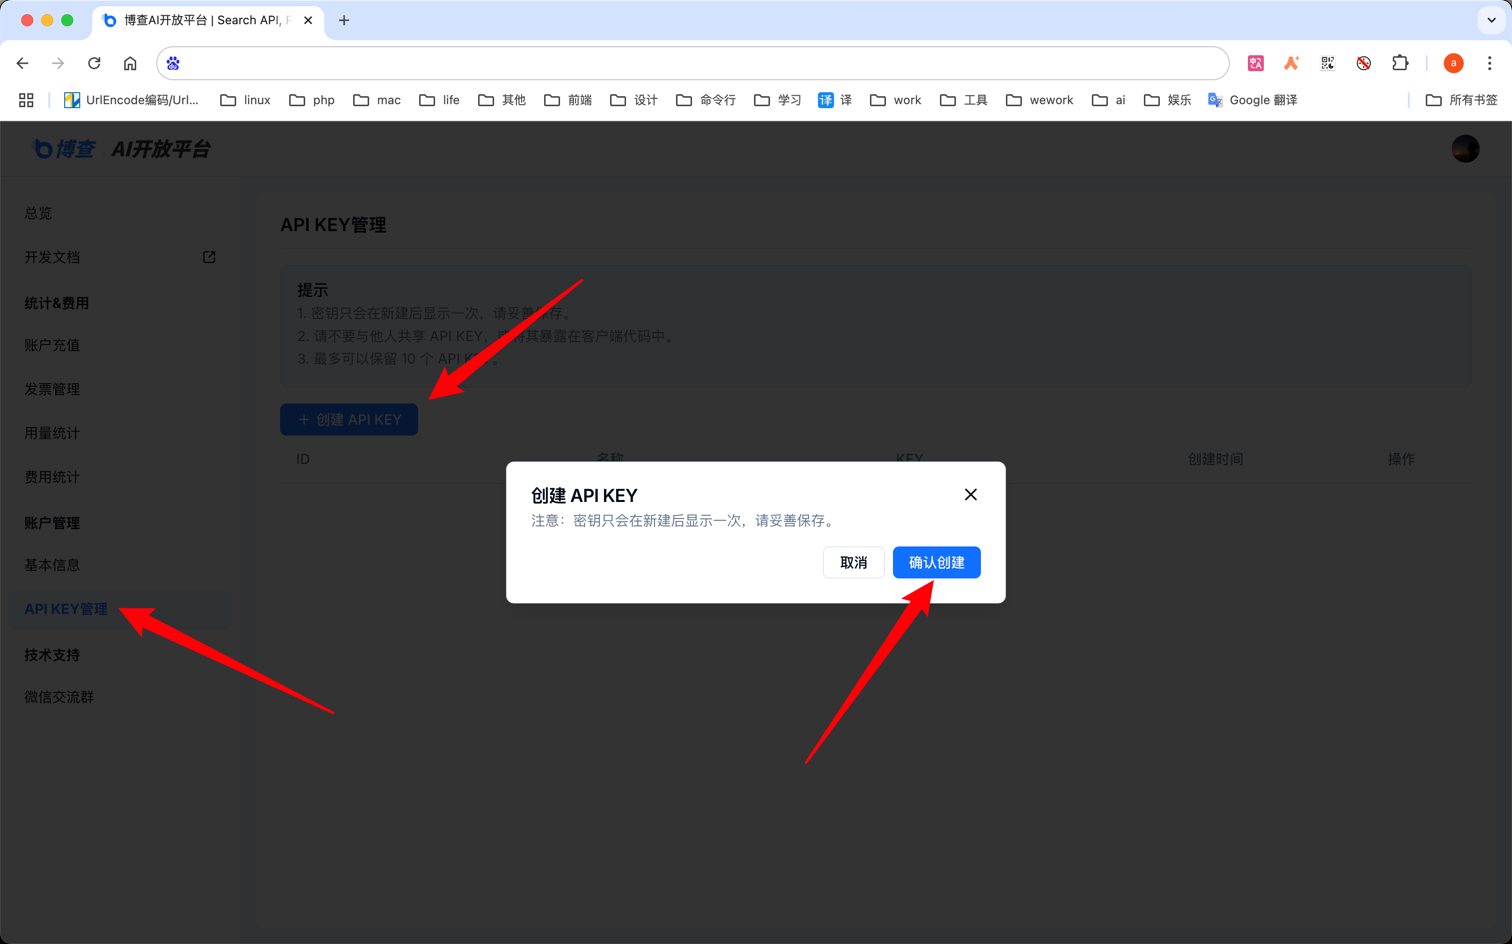 博查AI开放平台 | Search API, R
UrlEncode编码/Url...
linux
php
mac
life
其他
前端
设计
命令行
学习
译 译
work
工具
wework
ai
娱乐
Google 翻译
所有书签
a
博查 AI开放平台
总览
开发文档
统计&费用
账户充值
发票管理
用量统计
费用统计
账户管理
基本信息
API KEY管理
技术支持
微信交流群
API KEY管理
提示
1. 密钥只会在新建后显示一次，请妥善保存。
2. 请不要与他人共享 API KEY，或将其暴露在客户端代码中。
3. 最多可以保留 10 个 API KEY。
+ 创建 API KEY
ID 名称 KEY 创建时间 操作
创建 API KEY
注意：密钥只会在新建后显示一次，请妥善保存。
取消
确认创建